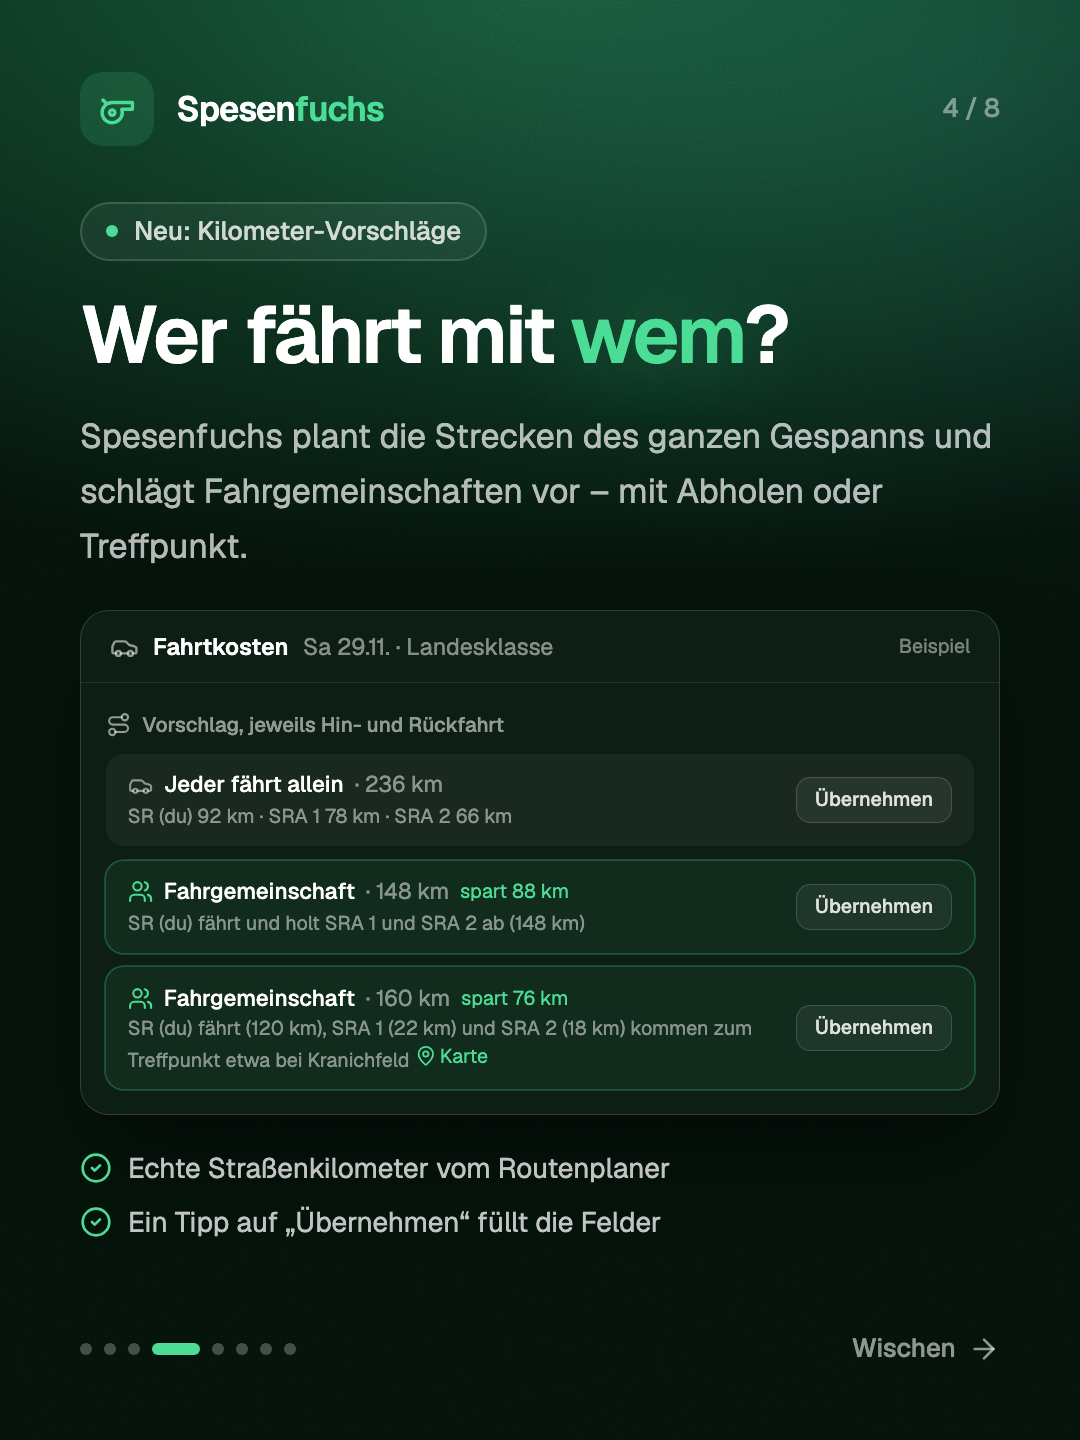 Spesenfuchs
4 / 8
Neu: Kilometer-Vorschläge
Wer fährt mit wem?
Spesenfuchs plant die Strecken des ganzen Gespanns und
schlägt Fahrgemeinschaften vor – mit Abholen oder
Treffpunkt.
Fahrtkosten Sa 29.11. · Landesklasse
Beispiel
Vorschlag, jeweils Hin- und Rückfahrt
Jeder fährt allein · 236 km
SR (du) 92 km · SRA 1 78 km · SRA 2 66 km
Übernehmen
Fahrgemeinschaft · 148 km spart 88 km
SR (du) fährt und holt SRA 1 und SRA 2 ab (148 km)
Übernehmen
Fahrgemeinschaft · 160 km spart 76 km
SR (du) fährt (120 km), SRA 1 (22 km) und SRA 2 (18 km) kommen zum
Treffpunkt etwa bei Kranichfeld Karte
Übernehmen
Echte Straßenkilometer vom Routenplaner
Ein Tipp auf „Übernehmen“ füllt die Felder
Wischen